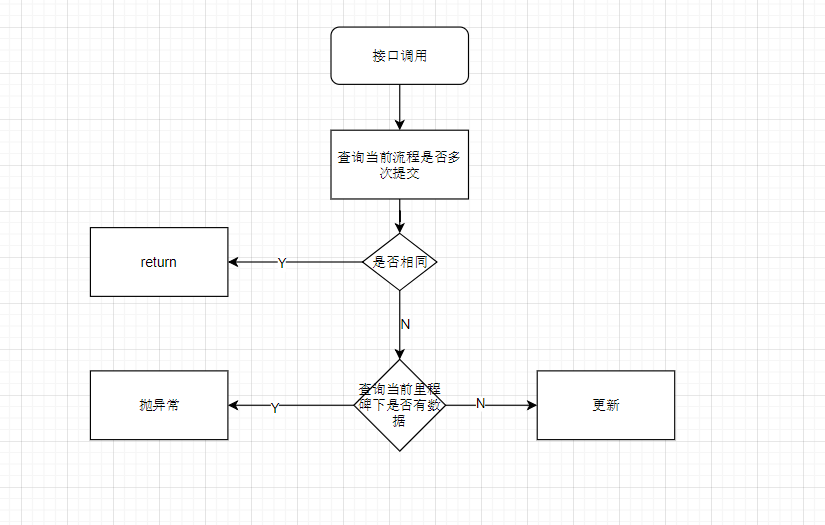 接口调用
查询当前流程是否多
次提交
是否相同
Y
return
N
查询当前里程
碑下是否有数
据
Y
抛异常
N
更新